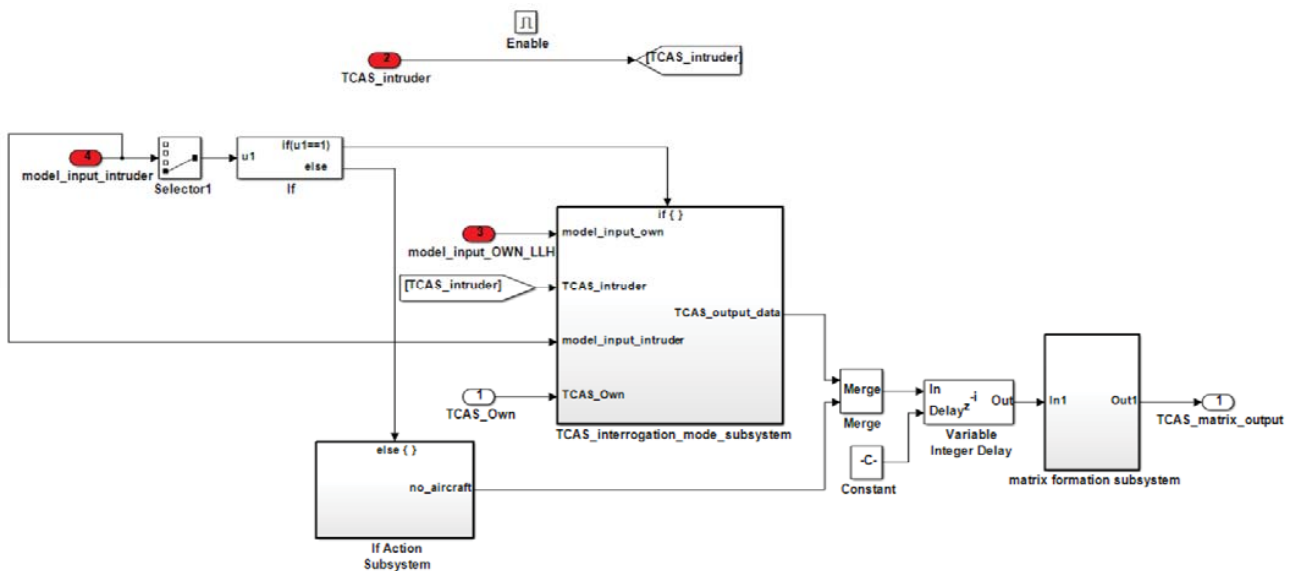 Enable
2
TCAS_intruder
[TCAS_intruder]
4
model_input_intruder
Selector1
u1
if(u1==1)
else
If
if { }
3
model_input_OWN_LLH
model_input_own
[TCAS_intruder]
TCAS_intruder
TCAS_output_data
model_input_intruder
1
TCAS_Own
TCAS_Own
TCAS_interrogation_mode_subsystem
else { }
no_aircraft
If Action
Subsystem
Merge
Merge
-C-
Constant
In
Delay
z
-i
Out
Variable
Integer Delay
In1
Out1
matrix formation subsystem
1
TCAS_matrix_output